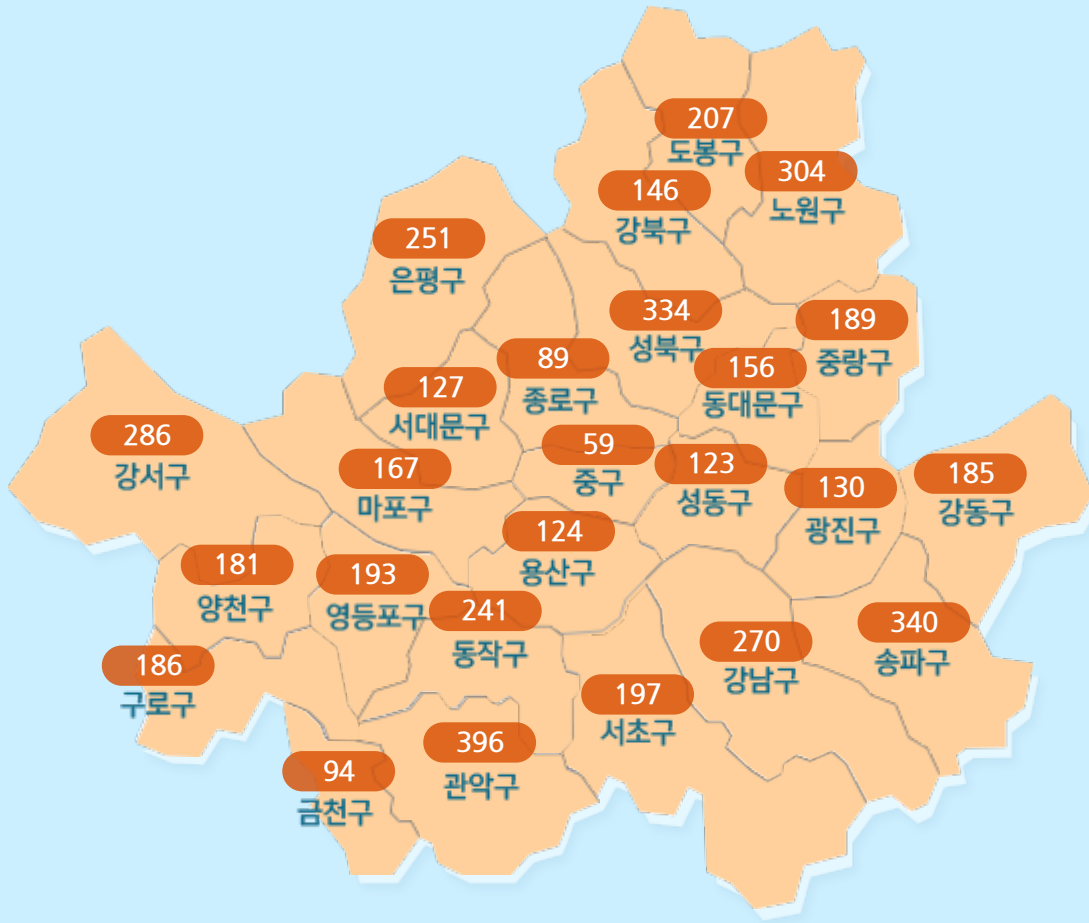 207
도봉구
304
노원구
146
강북구
251
은평구
334
성북구
189
중랑구
89
종로구
156
동대문구
127
서대문구
286
강서구
59
중구
123
성동구
167
마포구
130
광진구
185
강동구
124
용산구
181
양천구
193
영등포구
241
동작구
340
송파구
270
강남구
186
구로구
197
서초구
396
관악구
94
금천구